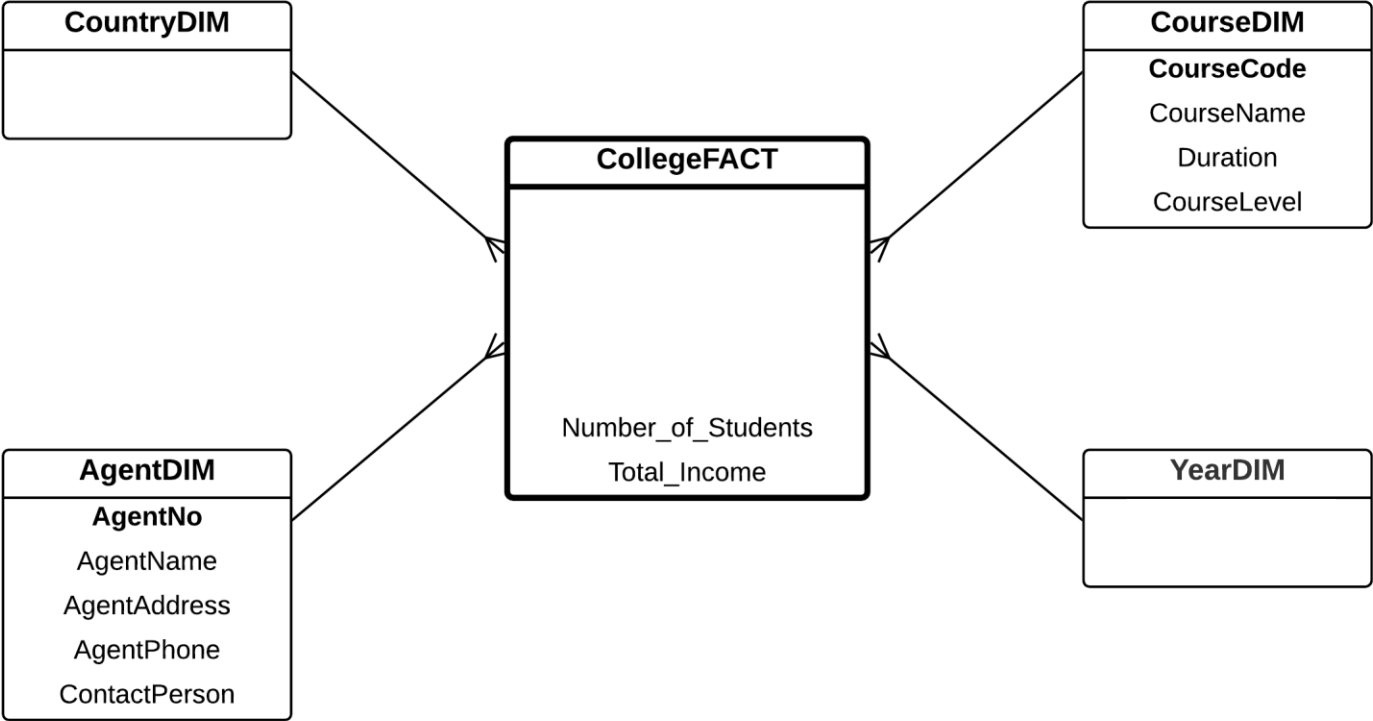 CountryDIM
CourseDIM
CourseCode
CourseName
Duration
CourseLevel
CollegeFACT
Number_of_Students
Total_Income
AgentDIM
AgentNo
AgentName
AgentAddress
AgentPhone
ContactPerson
YearDIM